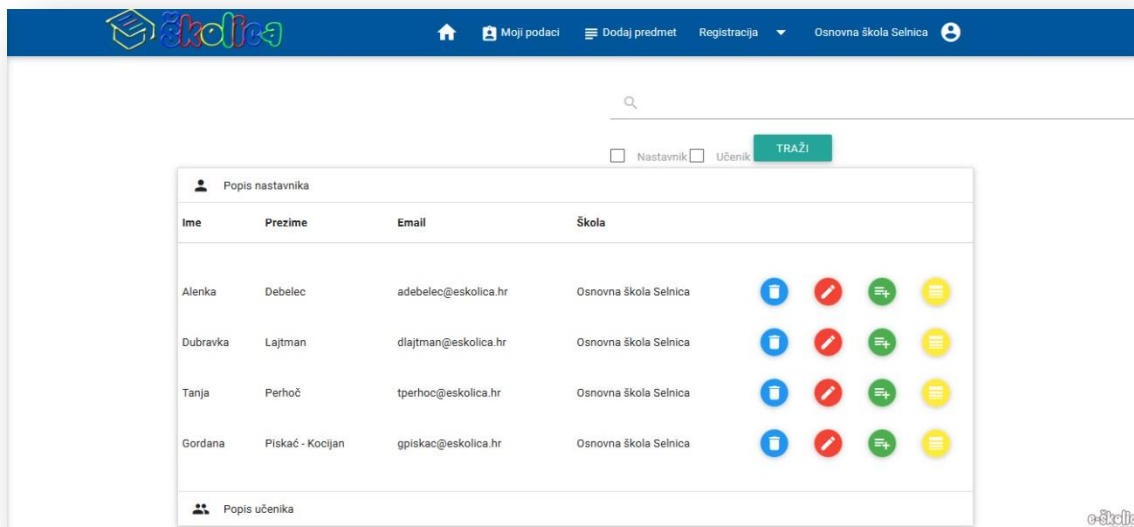 školica
Moji podaci Dodaj predmet Registracija Osnovna škola Selnica
Nastavnik Učenik TRAŽI
Popis nastavnika
Ime Prezime Email Škola
Alenka Debelec adebelec@eskolica.hr Osnovna škola Selnica
Dubravka Lajtman dlajtman@eskolica.hr Osnovna škola Selnica
Tanja Perhoč tperhoc@eskolica.hr Osnovna škola Selnica
Gordana Piskać - Kocijan gpiskac@eskolica.hr Osnovna škola Selnica
Popis učenika